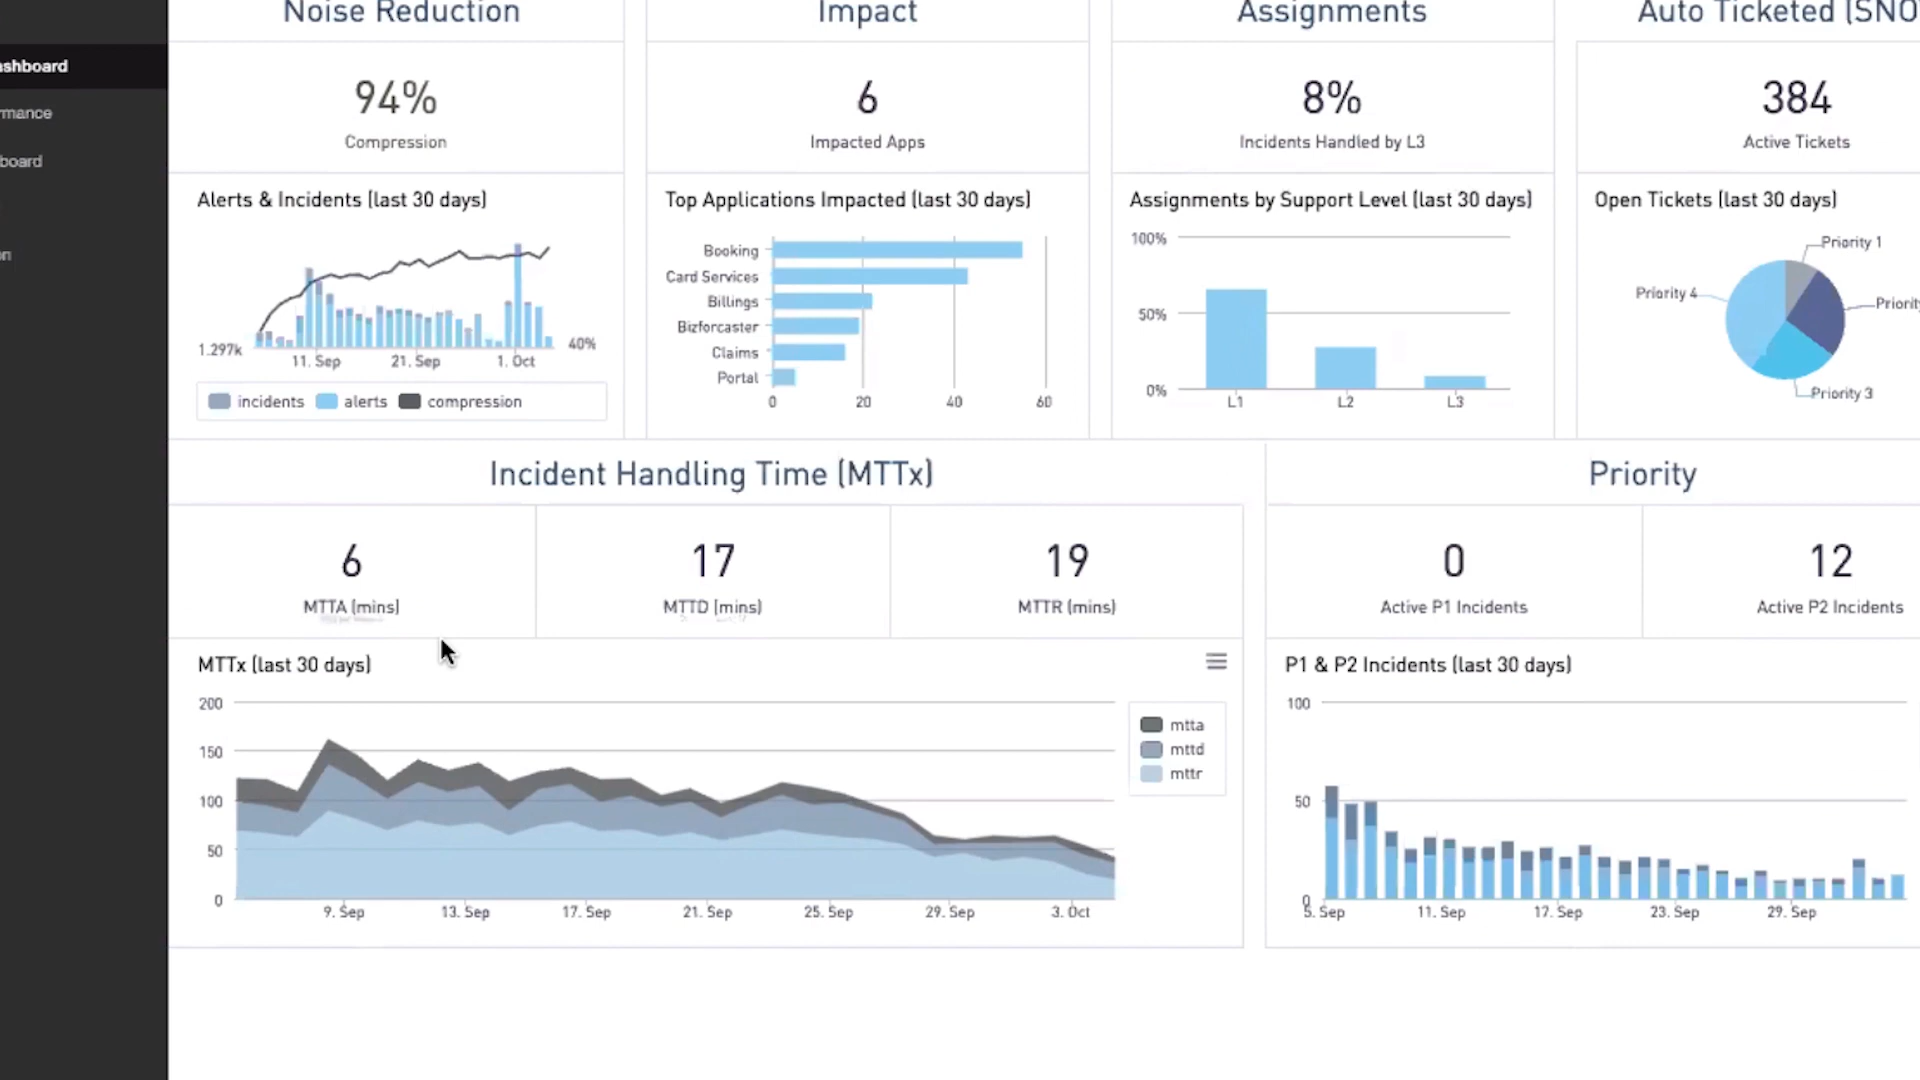 Noise Reduction
Impact
Assignments
Auto Ticketed (SNO
ashboard
rmance
board
n
94%
Compression
6
Impacted Apps
8%
Incidents Handled by L3
384
Active Tickets
Alerts & Incidents (last 30 days)
1.297k
40%
11. Sep
21. Sep
1. Oct
incidents
alerts
compression
Top Applications Impacted (last 30 days)
Booking
Card Services
Billings
Bizforcaster
Claims
Portal
0
20
40
60
Assignments by Support Level (last 30 days)
100%
50%
0%
L1
L2
L3
Open Tickets (last 30 days)
Priority 1
Priority 4
Priority
Priority 3
Incident Handling Time (MTTx)
6
MTTA (mins)
17
MTTD (mins)
19
MTTR (mins)
MTTx (last 30 days)
200
150
100
50
0
9. Sep
13. Sep
17. Sep
21. Sep
25. Sep
29. Sep
3. Oct
mtta
mttd
mttr
Priority
0
Active P1 Incidents
12
Active P2 Incidents
P1 & P2 Incidents (last 30 days)
100
50
0
5. Sep
11. Sep
17. Sep
23. Sep
29. Sep